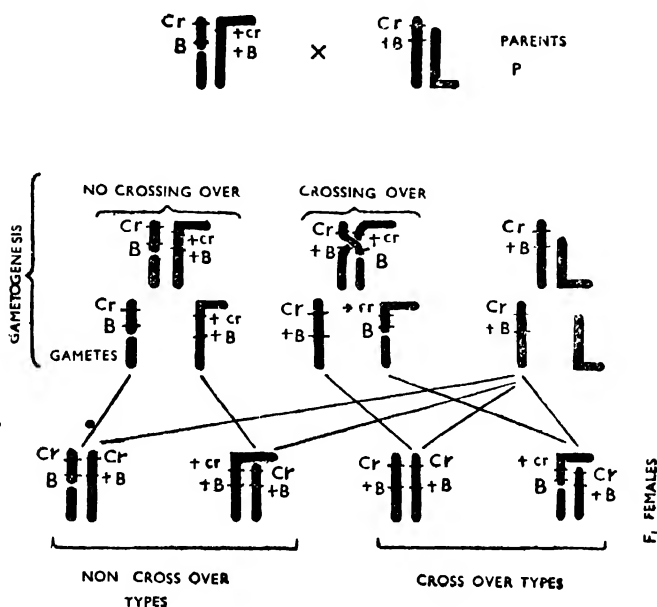 Cr
B
+cr
+B
×
Cr
+B
PARENTS
P
GAMETOGENESIS
NO CROSSING OVER
CROSSING OVER
Cr
B
+cr
+B
Cr
+B
+cr
B
Cr
+B
GAMETES
Cr
B
+cr
+B
Cr
+B
+cr
B
Cr
+B
Cr
B
Cr
+B
+cr
+B
Cr
+B
Cr
+B
Cr
+B
+cr
B
Cr
+B
F₁ FEMALES
NON CROSS OVER
TYPES
CROSS OVER TYPES